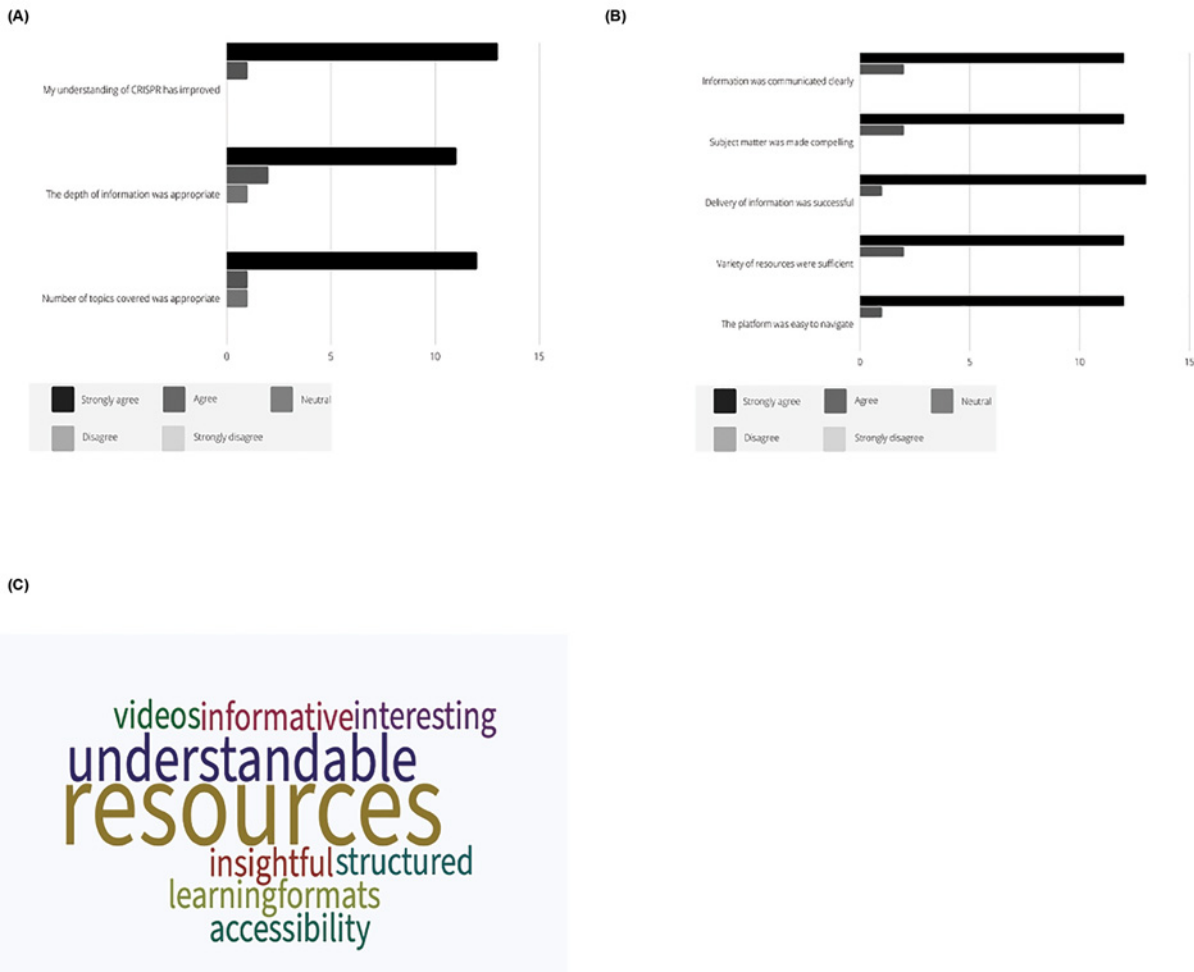 (A)
My understanding of CRISPR has improved
The depth of information was appropriate
Number of topics covered was appropriate
0 5 10 15
Strongly agree Agree Neutral
Disagree Strongly disagree
(B)
Information was communicated clearly
Subject matter was made compelling
Delivery of information was successful
Variety of resources were sufficient
The platform was easy to navigate
0 5 10 15
Strongly agree Agree Neutral
Disagree Strongly disagree
(C)
videos informative interesting
understandable
resources
insightful structured
learning formats
accessibility